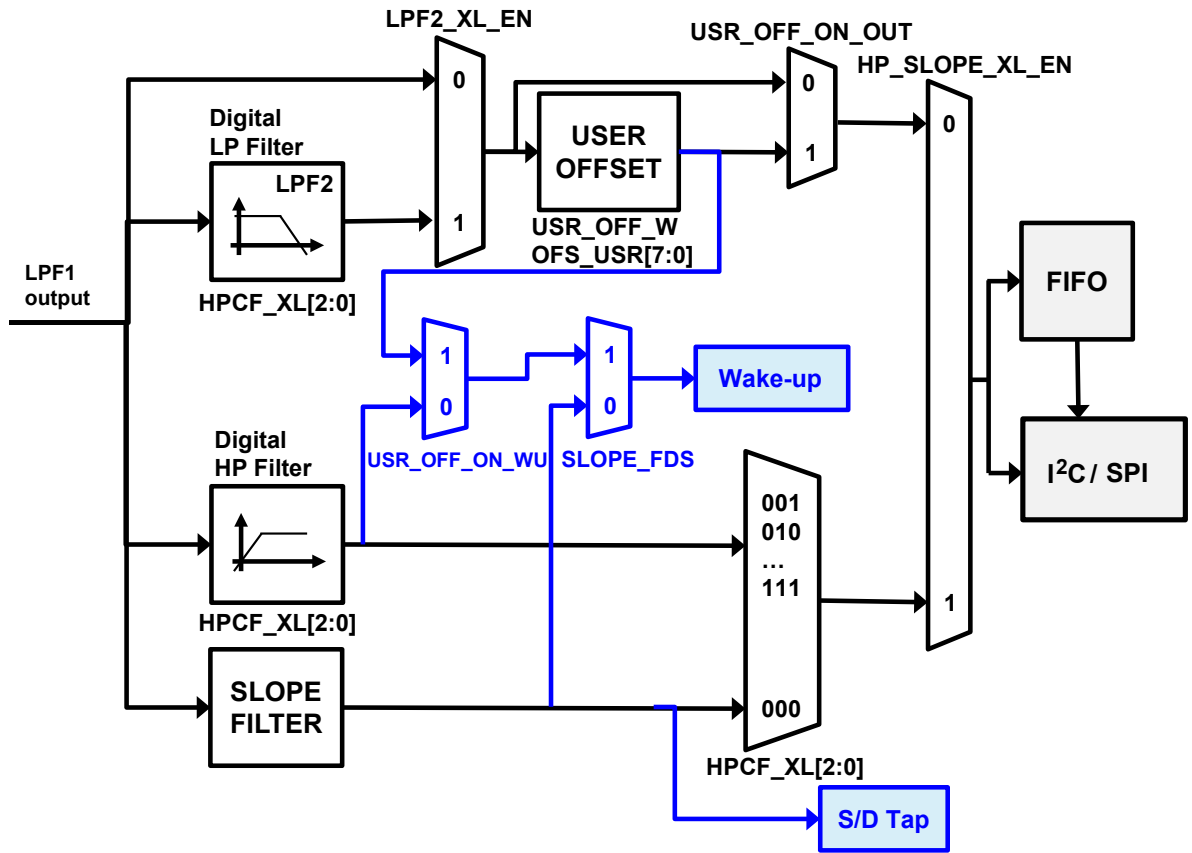 LPF2_XL_EN
USR_OFF_ON_OUT
HP_SLOPE_XL_EN
0
0
0
Digital
LP Filter
LPF2
USER
OFFSET
1
1
USR_OFF_W
OFS_USR[7:0]
LPF1
output
HPCF_XL[2:0]
FIFO
1
1
Wake-up
0
0
Digital
HP Filter
USR_OFF_ON_WU
SLOPE_FDS
I²C / SPI
001
010
...
111
1
HPCF_XL[2:0]
SLOPE
FILTER
000
HPCF_XL[2:0]
S/D Tap